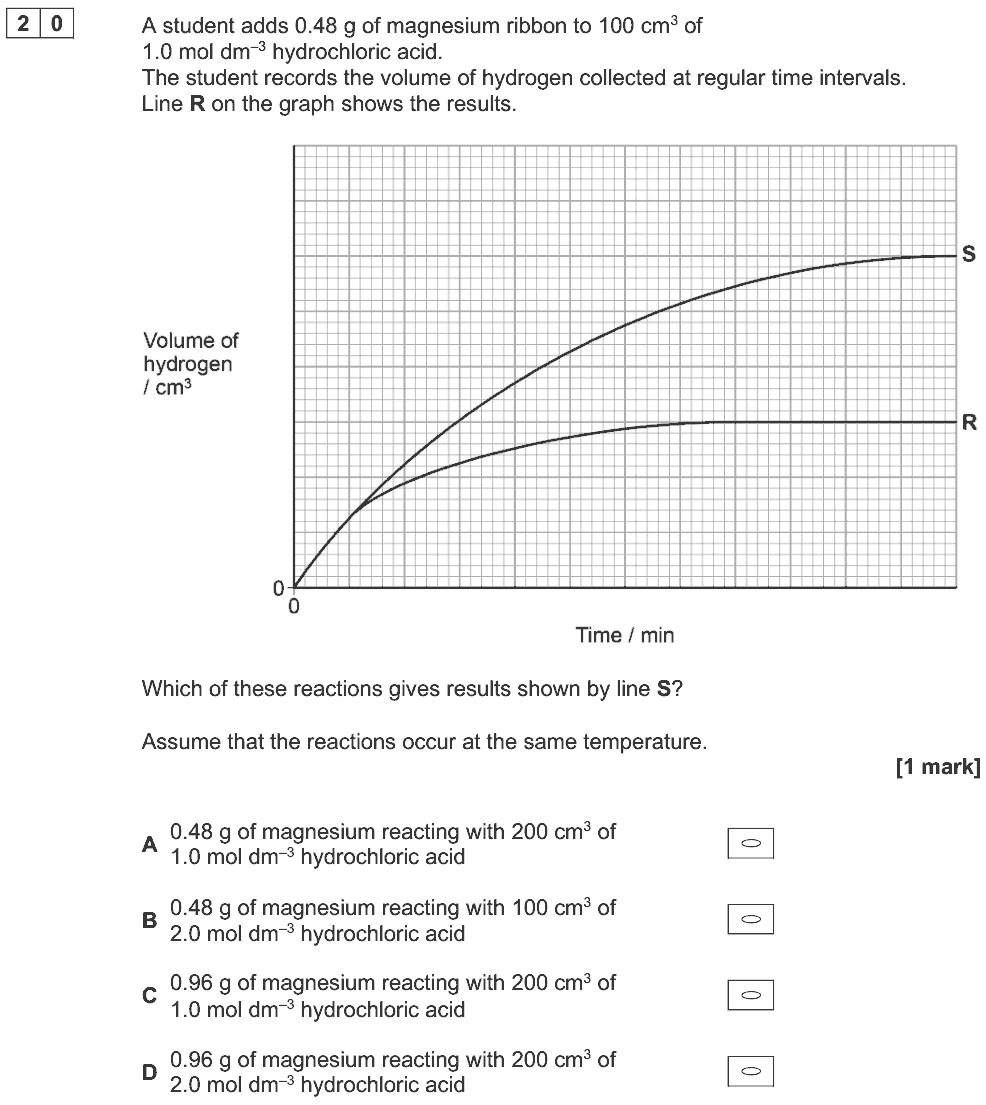 2 0
A student adds 0.48 g of magnesium ribbon to 100 cm³ of
1.0 mol dm⁻³ hydrochloric acid.
The student records the volume of hydrogen collected at regular time intervals.
Line R on the graph shows the results.
S
Volume of
hydrogen
/ cm³
R
0
0
Time / min
Which of these reactions gives results shown by line S?
Assume that the reactions occur at the same temperature.
[1 mark]
A 0.48 g of magnesium reacting with 200 cm³ of
1.0 mol dm⁻³ hydrochloric acid
B 0.48 g of magnesium reacting with 100 cm³ of
2.0 mol dm⁻³ hydrochloric acid
C 0.96 g of magnesium reacting with 200 cm³ of
1.0 mol dm⁻³ hydrochloric acid
D 0.96 g of magnesium reacting with 200 cm³ of
2.0 mol dm⁻³ hydrochloric acid